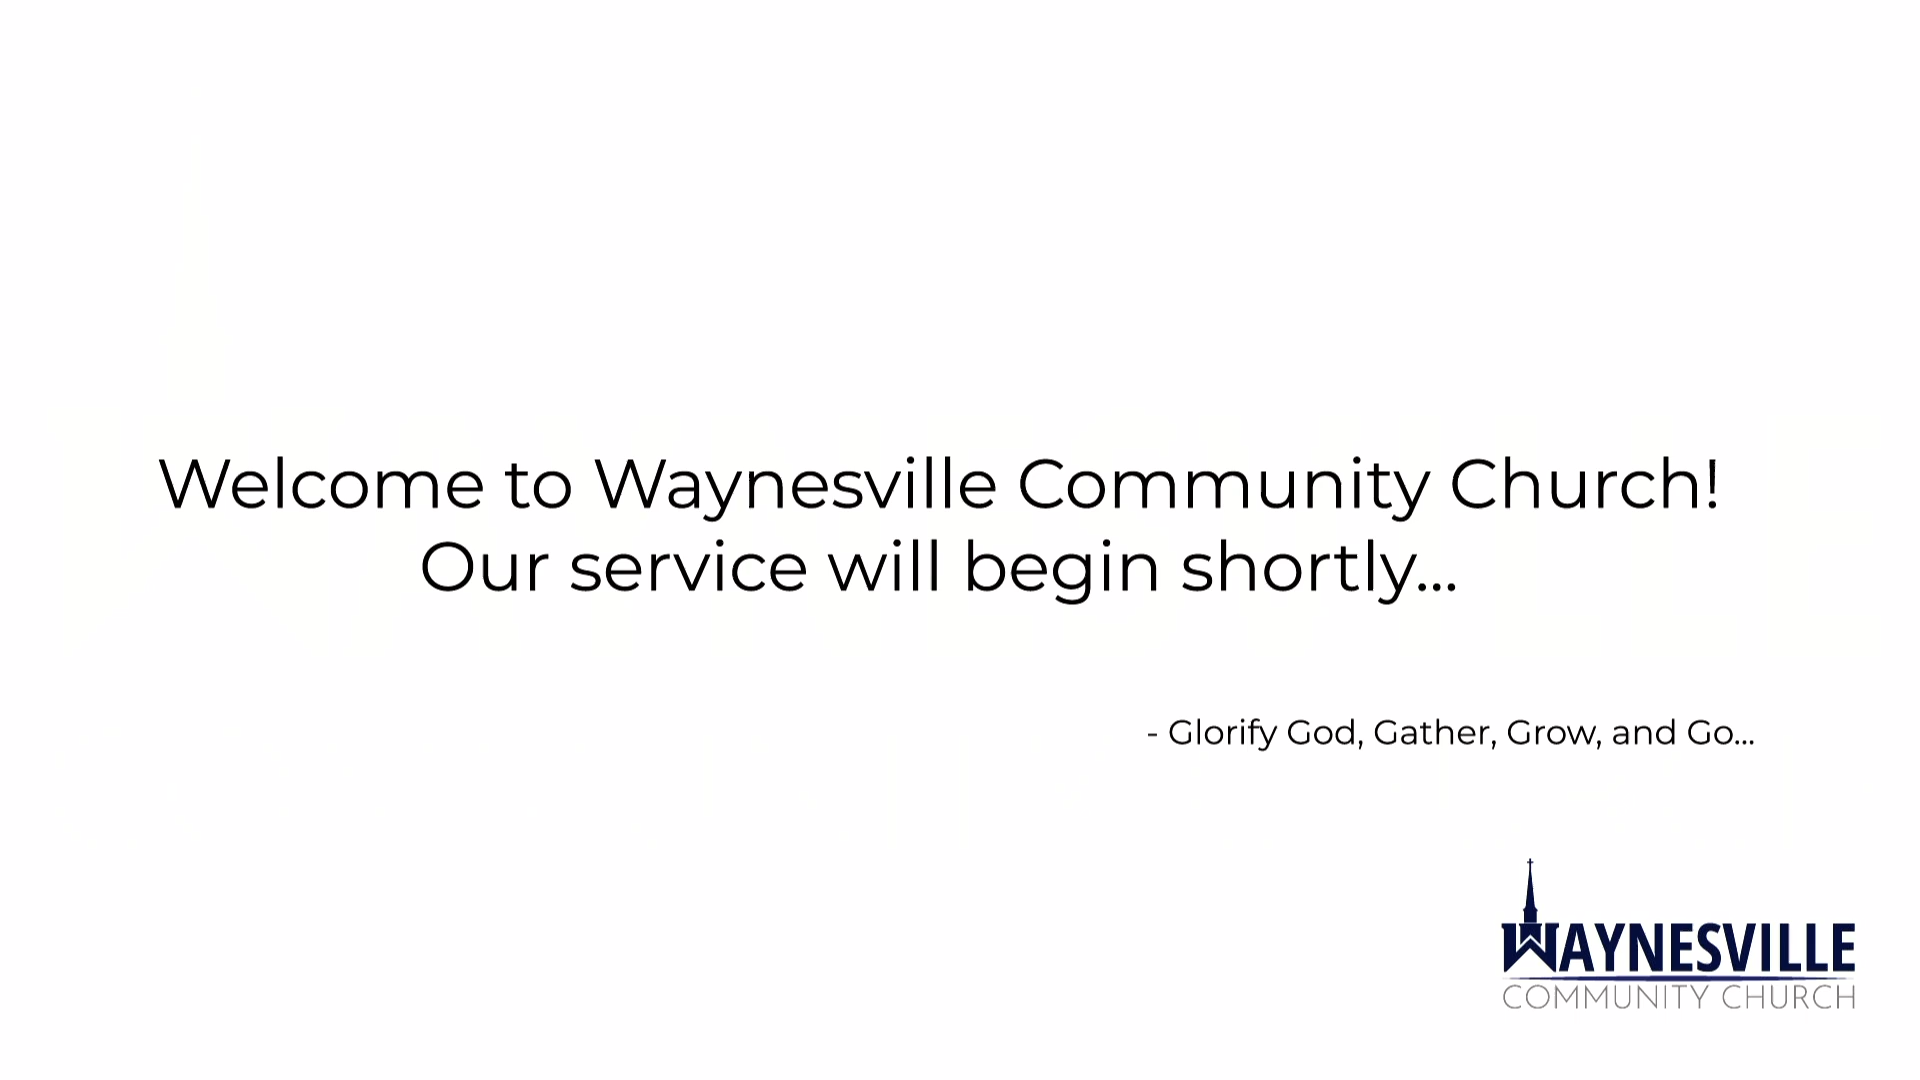 Welcome to Waynesville Community Church!
Our service will begin shortly...
- Glorify God, Gather, Grow, and Go...
WAYNESVILLE
COMMUNITY CHURCH